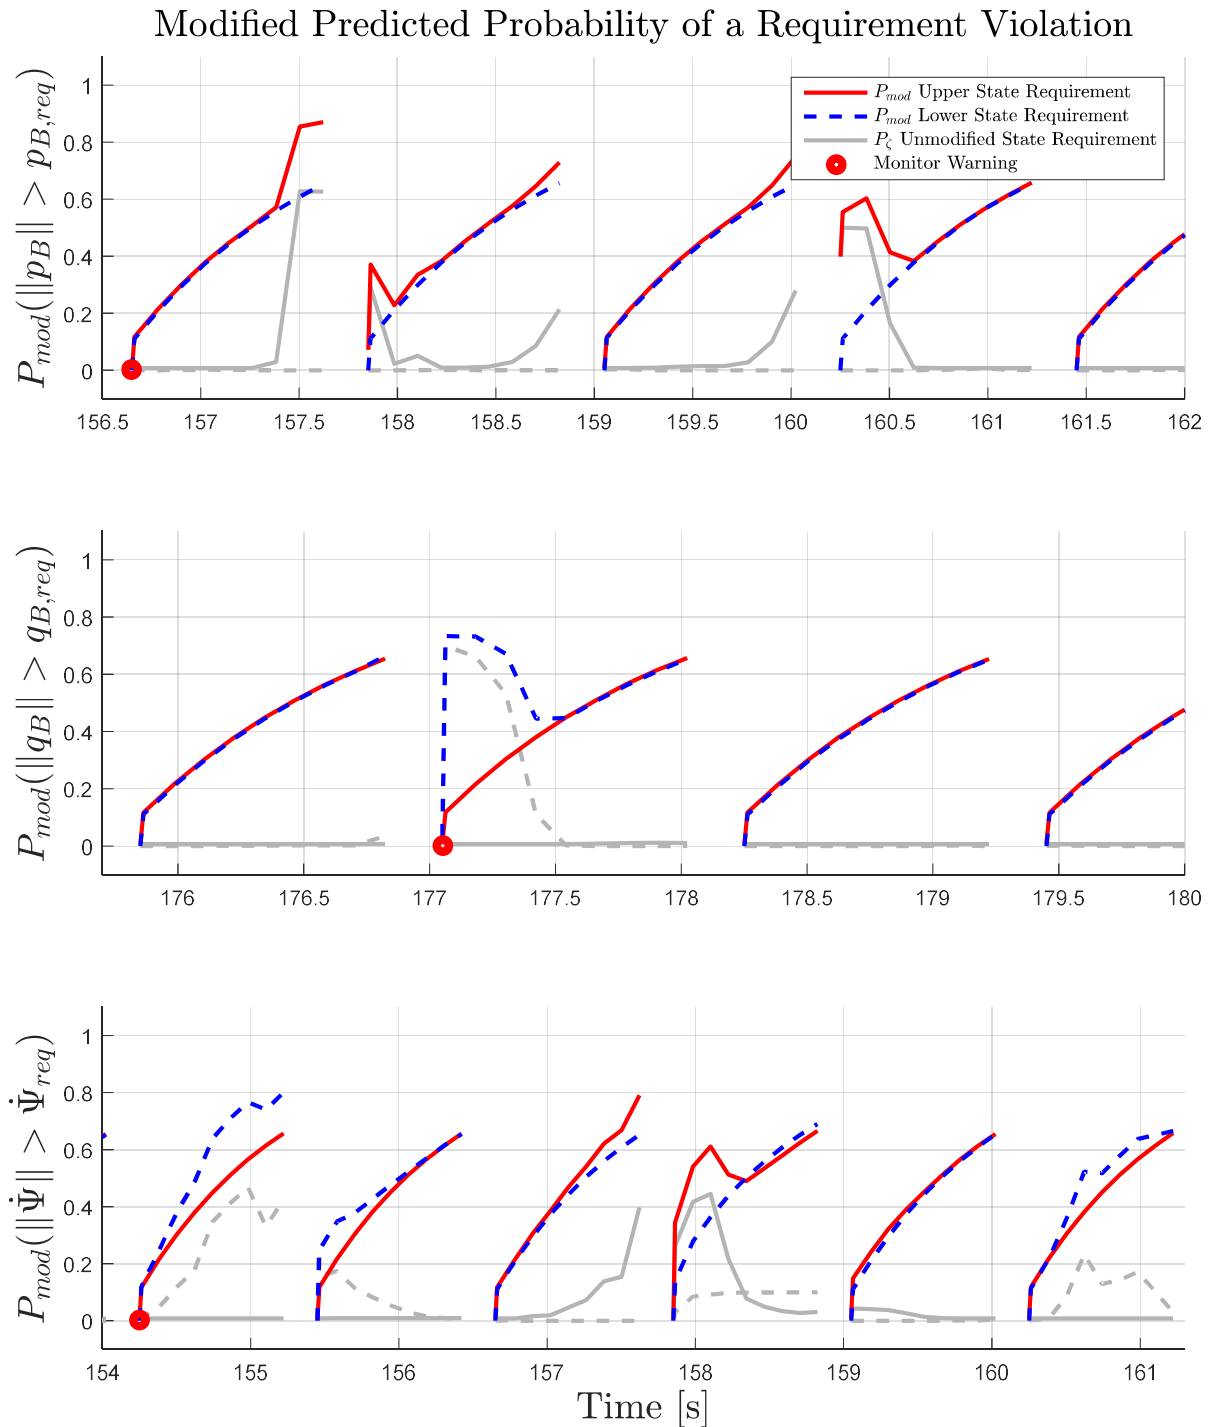 Modified Predicted Probability of a Requirement Violation
P_mod(||p_B|| > p_B,req)
1
0.8
0.6
0.4
0.2
0
P_mod Upper State Requirement
P_mod Lower State Requirement
P_ζ Unmodified State Requirement
Monitor Warning
156.5 157 157.5 158 158.5 159 159.5 160 160.5 161 161.5 162
P_mod(||q_B|| > q_B,req)
1
0.8
0.6
0.4
0.2
0
176 176.5 177 177.5 178 178.5 179 179.5 180
P_mod(||Ψ̇|| > Ψ̇_req)
1
0.8
0.6
0.4
0.2
0
154 155 156 157 158 159 160 161
Time [s]